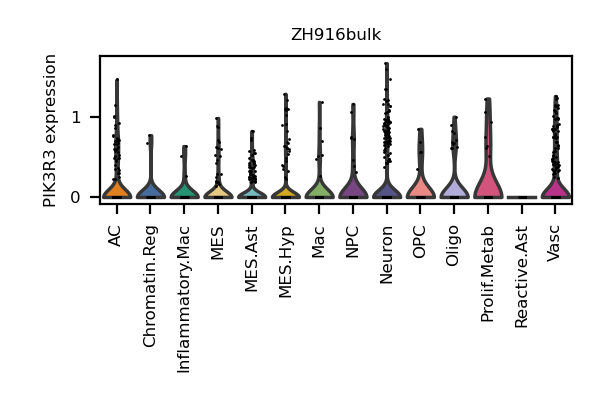 ZH916bulk
PIK3R3 expression
1
0
AC
Chromatin.Reg
Inflammatory.Mac
MES
MES.Ast
MES.Hyp
Mac
NPC
Neuron
OPC
Oligo
Prolif.Metab
Reactive.Ast
Vasc